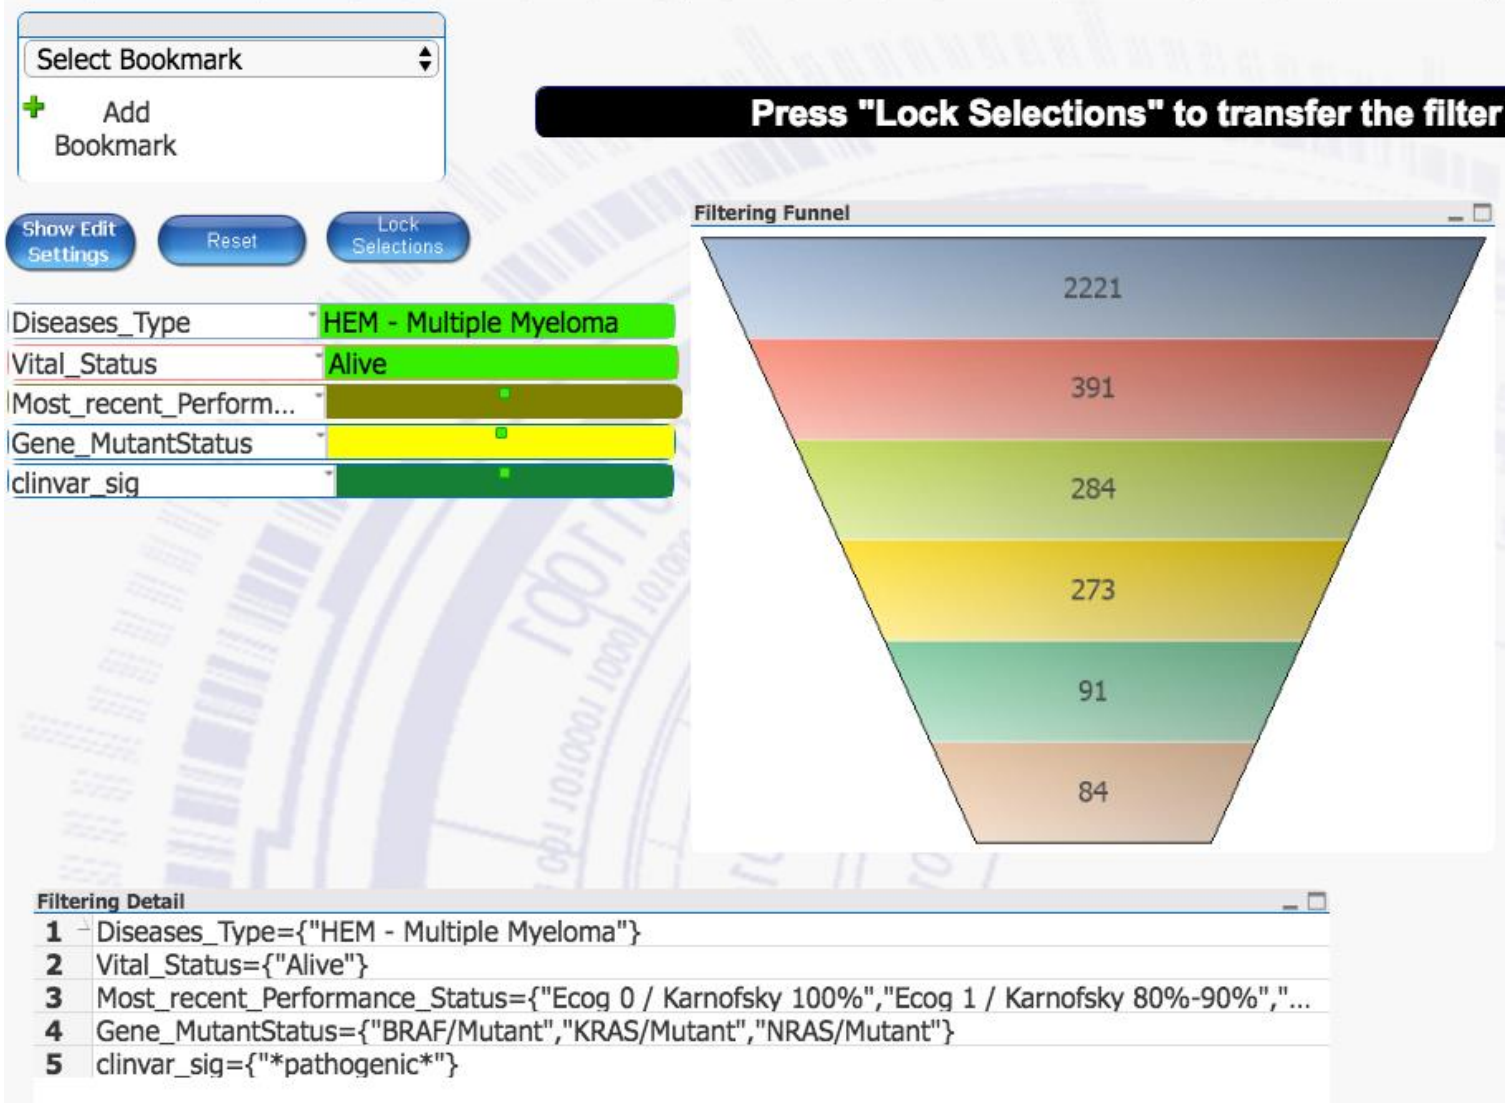 Select Bookmark
Add
Bookmark
Press "Lock Selections" to transfer the filter
Show Edit
Settings
Reset
Lock
Selections
Filtering Funnel
Diseases_Type HEM - Multiple Myeloma
Vital_Status Alive
Most_recent_Perform...
Gene_MutantStatus
clinvar_sig
2221
391
284
273
91
84
Filtering Detail
1 Diseases_Type={"HEM - Multiple Myeloma"}
2 Vital_Status={"Alive"}
3 Most_recent_Performance_Status={"Ecog 0 / Karnofsky 100%","Ecog 1 / Karnofsky 80%-90%","...
4 Gene_MutantStatus={"BRAF/Mutant","KRAS/Mutant","NRAS/Mutant"}
5 clinvar_sig={"*pathogenic*"}